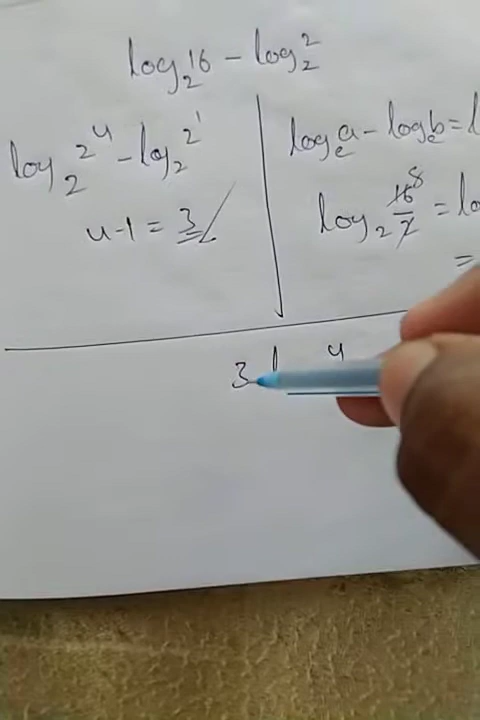 log₂16 - log₂2
log₂2⁴ - log₂2¹
4-1 = 3
logₑa - logₑb = l
log₂ 16/2 8 = lo
=
3 4